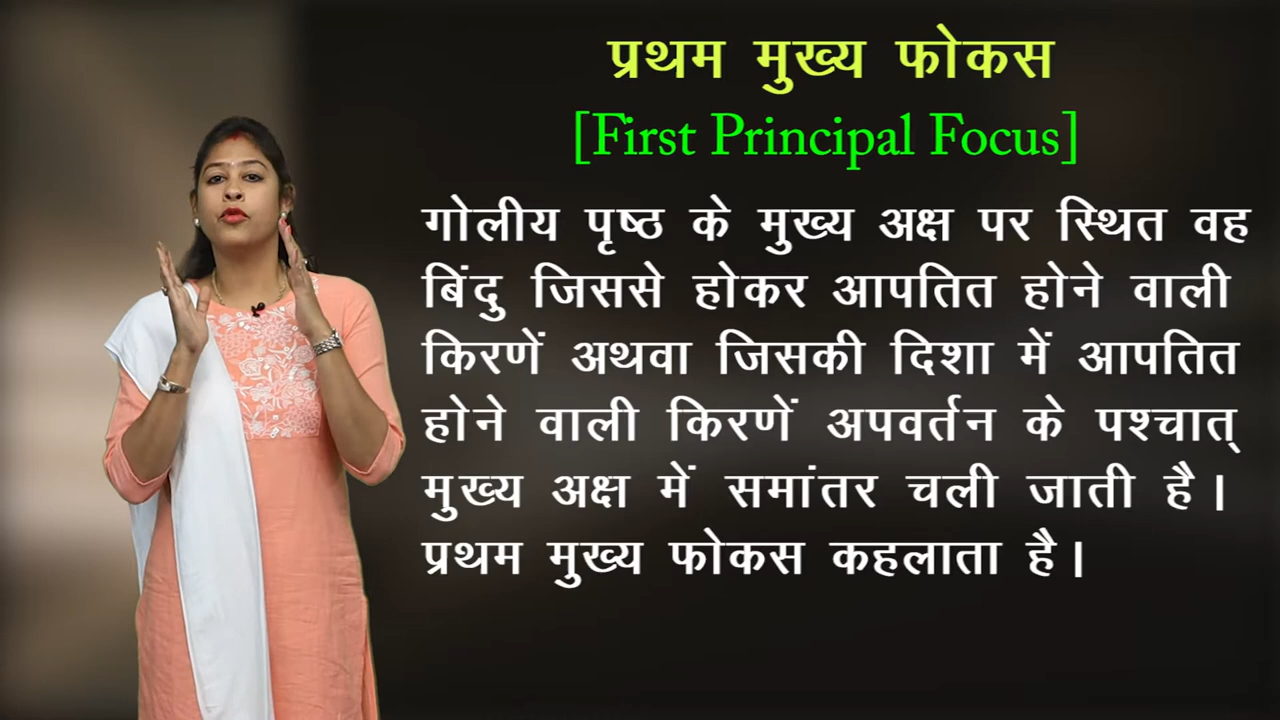 प्रथम मुख्य फोकस
[First Principal Focus]
गोलीय पृष्ठ के मुख्य अक्ष पर स्थित वह
बिंदु जिससे होकर आपतित होने वाली
किरणें अथवा जिसकी दिशा में आपतित
होने वाली किरणें अपवर्तन के पश्चात्
मुख्य अक्ष में समांतर चली जाती है।
प्रथम मुख्य फोकस कहलाता है।